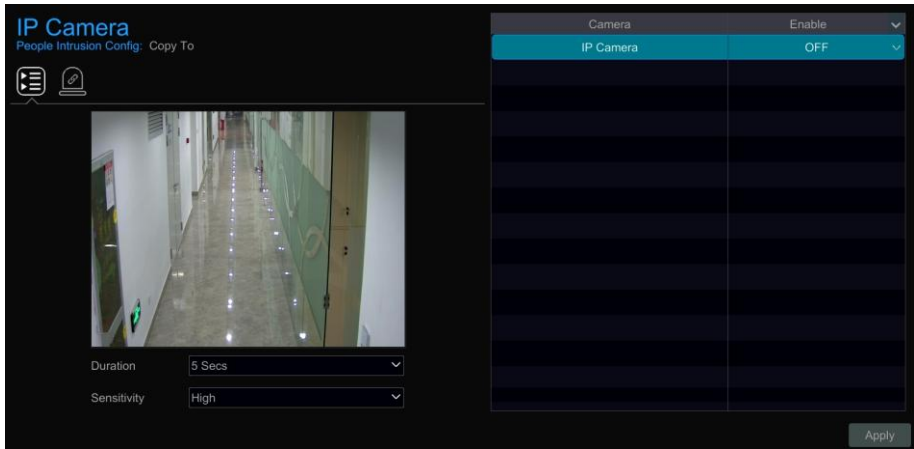 IP Camera
People Intrusion Config: Copy To
Duration 5 Secs
Sensitivity High
Camera Enable
IP Camera OFF
Apply